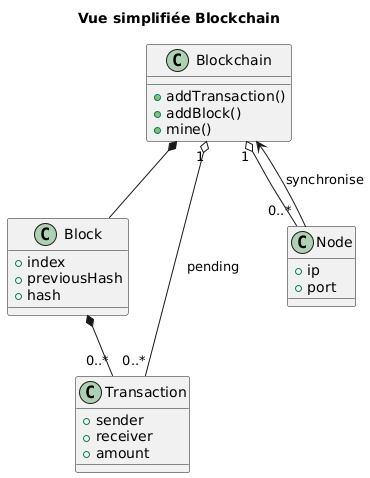 Vue simplifiée Blockchain
C Blockchain
addTransaction()
addBlock()
mine()
1
1
synchronise
0..*
C Block
index
previousHash
hash
C Node
ip
port
pending
0..*
0..*
C Transaction
sender
receiver
amount